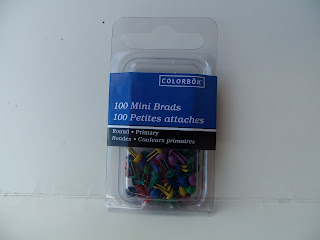 COLORBÖK
100 Mini Brads
100 Petites attaches
Round • Primary
Rondes • Couleurs primaires